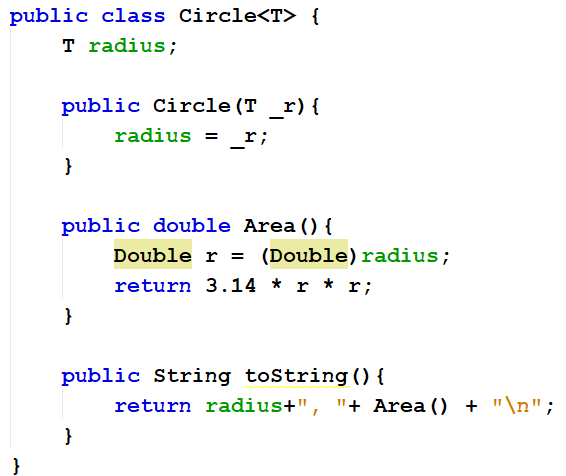 public class Circle<T> {
    T radius;

    public Circle(T _r){
        radius = _r;
    }

    public double Area(){
        Double r = (Double)radius;
        return 3.14 * r * r;
    }

    public String toString(){
        return radius+", "+ Area() + "\n";
    }
}